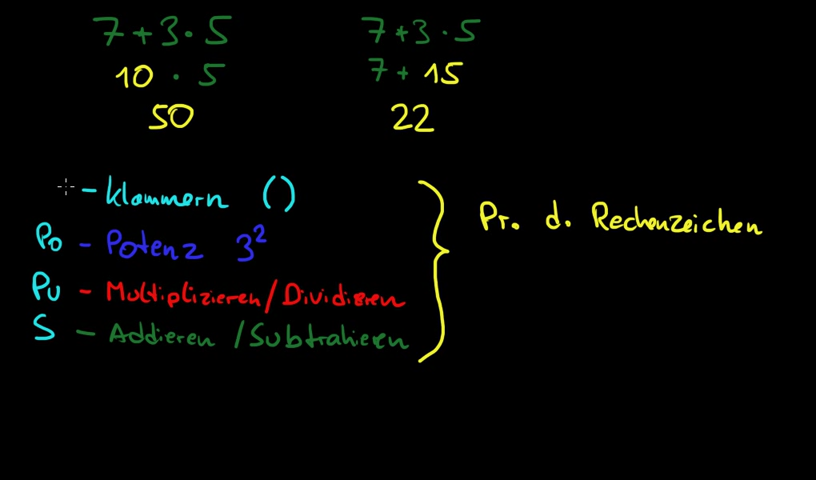 7+3·5
10·5
50
7+3·5
7+15
22
- Klammern ()
Po - Potenz 3²
Pu - Multiplizieren/Dividieren
S - Addieren/Subtrahieren
Pr. d. Rechenzeichen